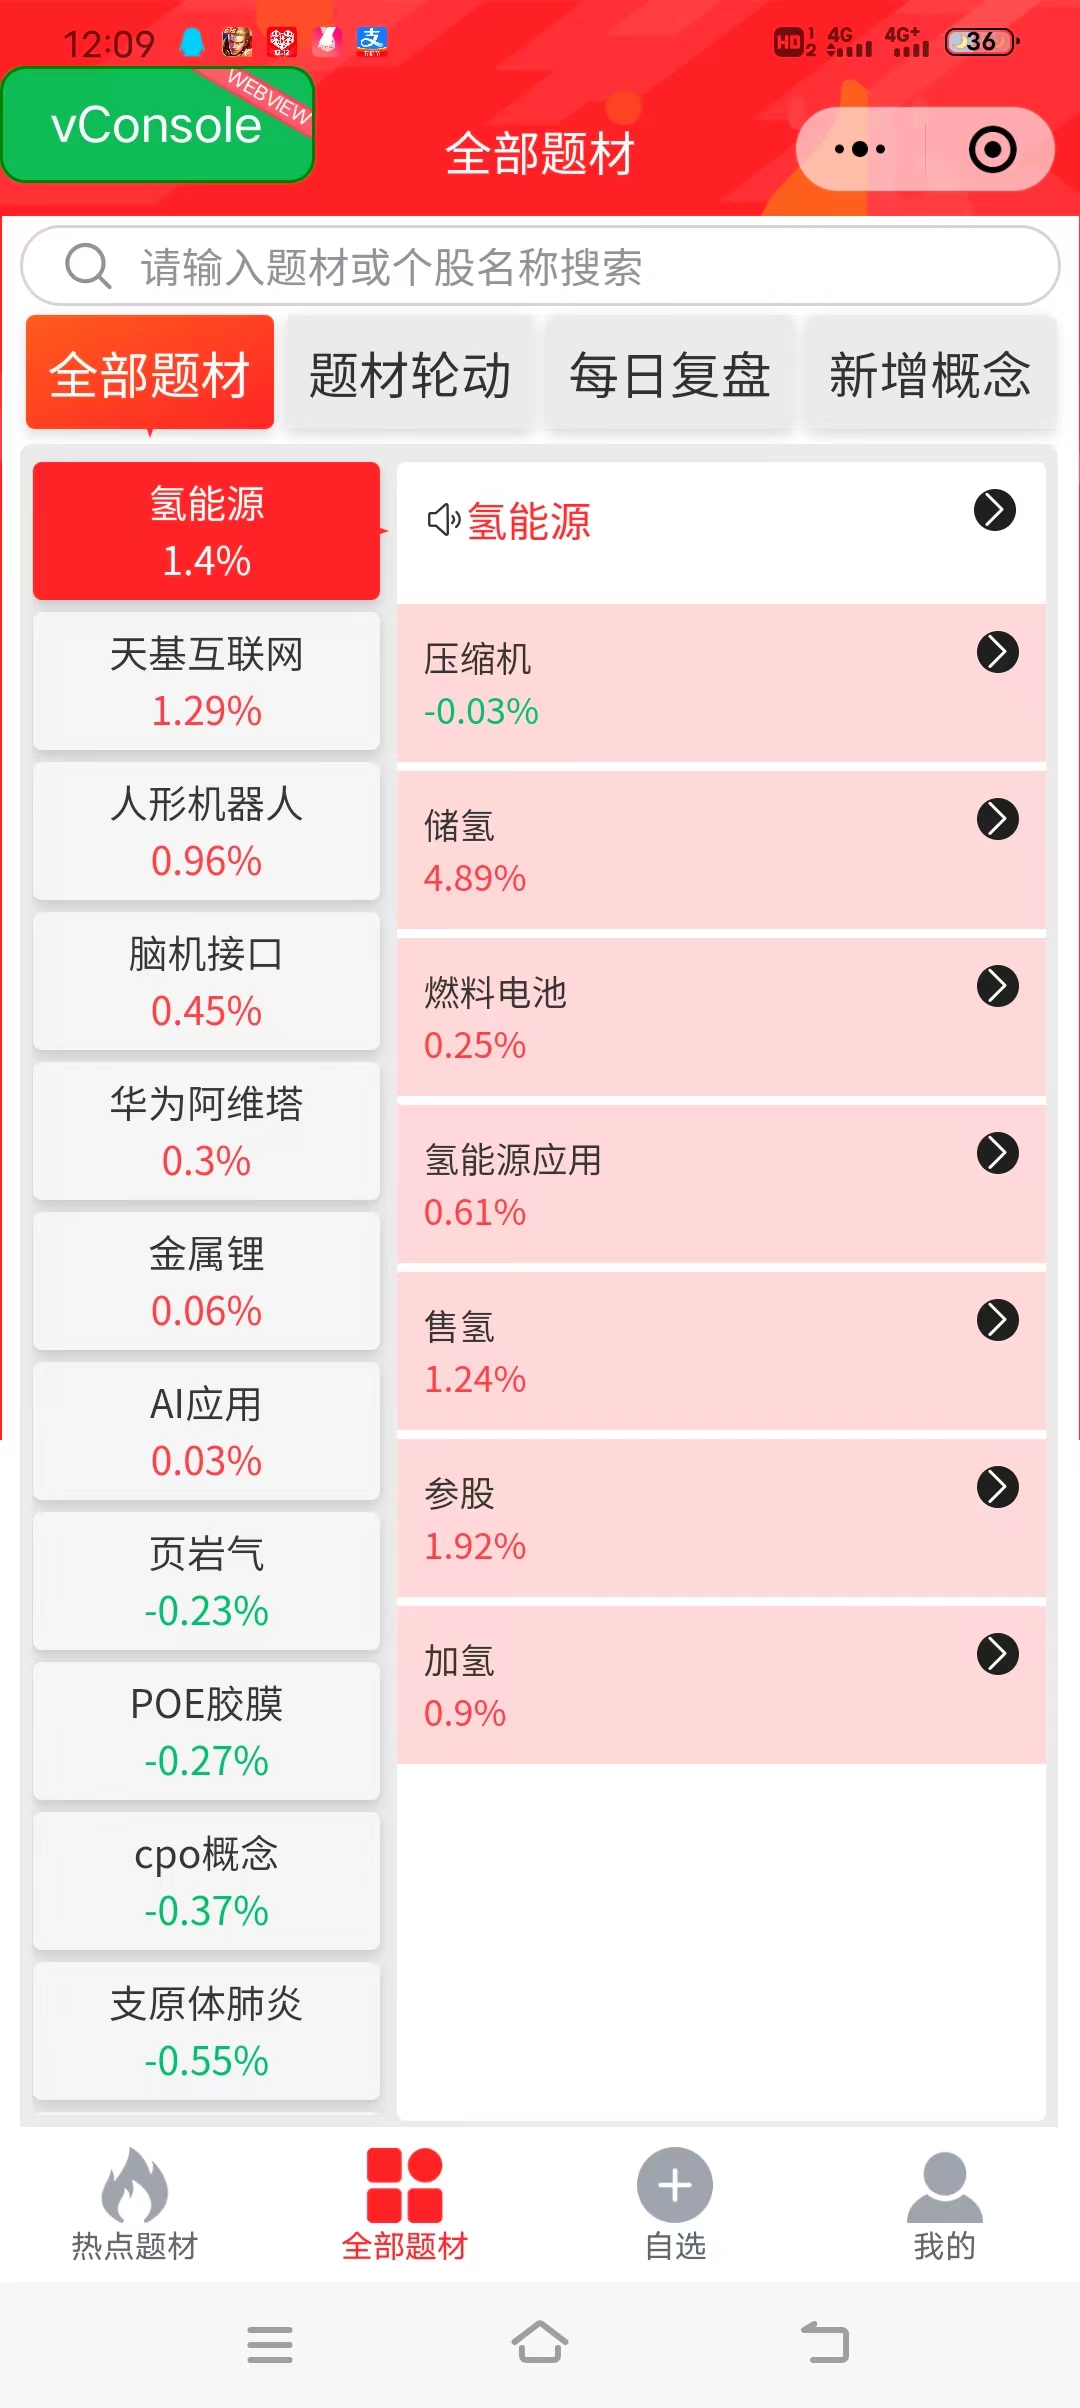 12:09
HD 1 2 4G 4G+ 36
vConsole
WEBVIEW
全部题材
请输入题材或个股名称搜索
全部题材 题材轮动 每日复盘 新增概念
氢能源
1.4%
天基互联网
1.29%
人形机器人
0.96%
脑机接口
0.45%
华为阿维塔
0.3%
金属锂
0.06%
AI应用
0.03%
页岩气
-0.23%
POE胶膜
-0.27%
cpo概念
-0.37%
支原体肺炎
-0.55%
氢能源
压缩机
-0.03%
储氢
4.89%
燃料电池
0.25%
氢能源应用
0.61%
售氢
1.24%
参股
1.92%
加氢
0.9%
热点题材 全部题材 自选 我的